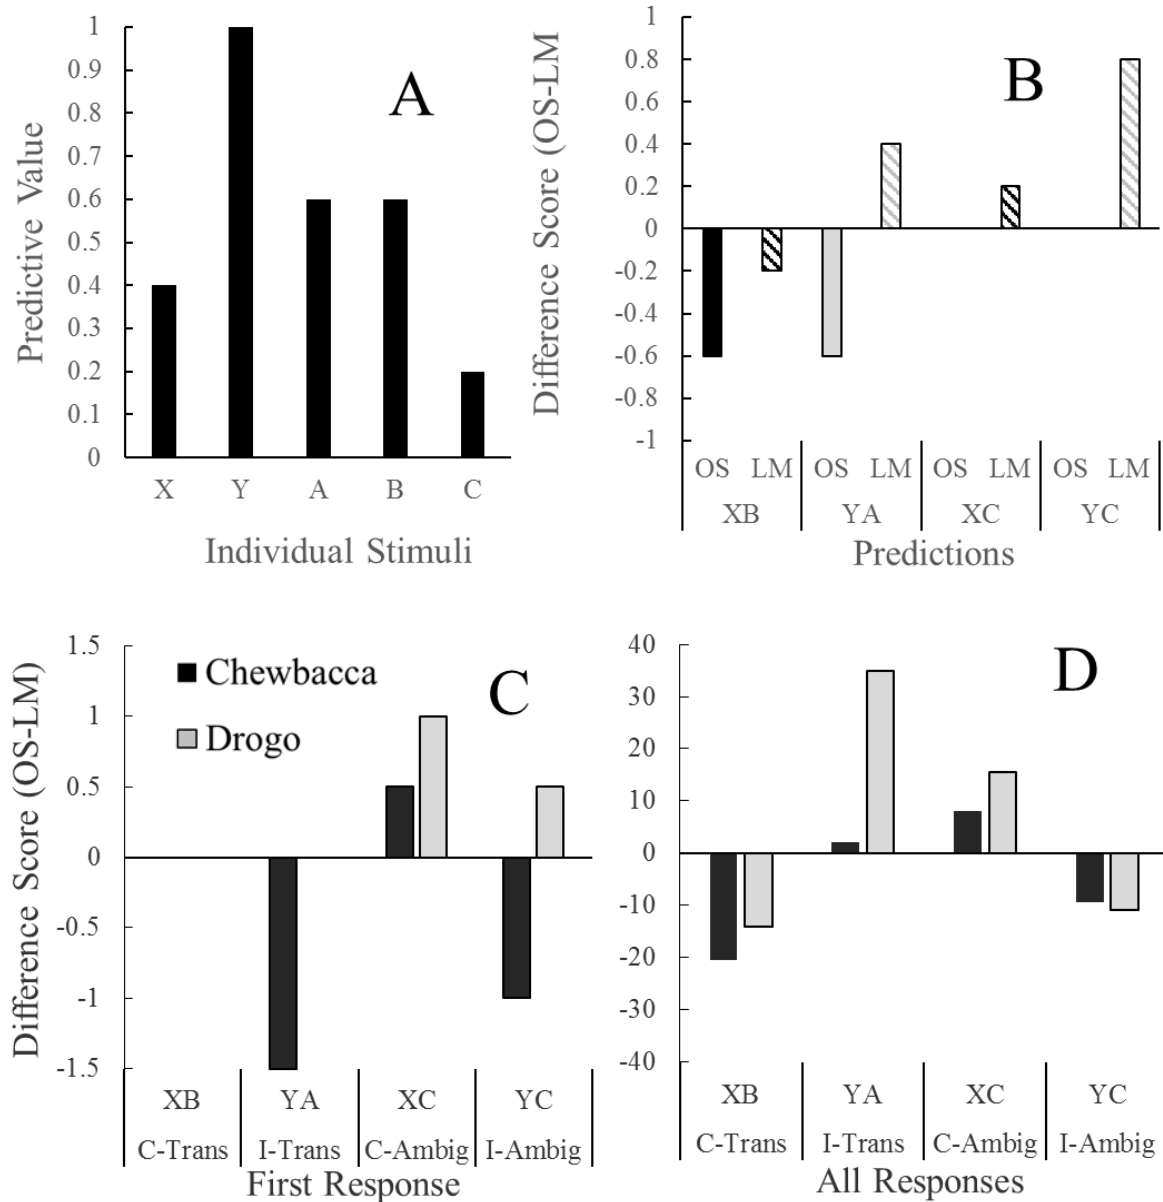 A
Predictive Value
1
0.9
0.8
0.7
0.6
0.5
0.4
0.3
0.2
0.1
0
X Y A B C
Individual Stimuli
B
Difference Score (OS-LM
1
0.8
0.6
0.4
0.2
0
-0.2
-0.4
-0.6
-0.8
-1
OS LM OS LM OS LM OS LM
XB YA XC YC
Predictions
C
Difference Score (OS-LM)
Chewbacca
Drogo
1.5
1
0.5
0
-0.5
-1
-1.5
XB YA XC YC
C-Trans I-Trans C-Ambig I-Ambig
First Response
D
40
30
20
10
0
-10
-20
-30
-40
XB YA XC YC
C-Trans I-Trans C-Ambig I-Ambig
All Responses